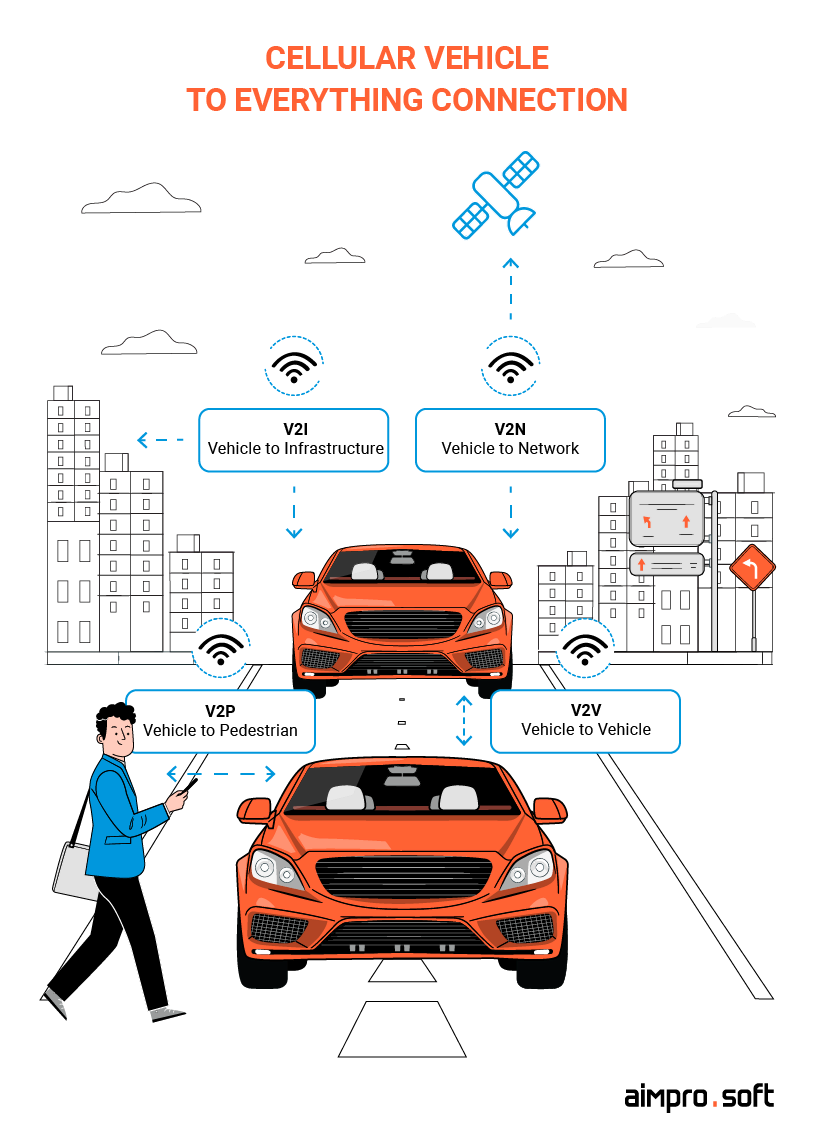 CELLULAR VEHICLE
TO EVERYTHING CONNECTION
V2I
Vehicle to Infrastructure
V2N
Vehicle to Network
V2P
Vehicle to Pedestrian
V2V
Vehicle to Vehicle
aimpro.soft